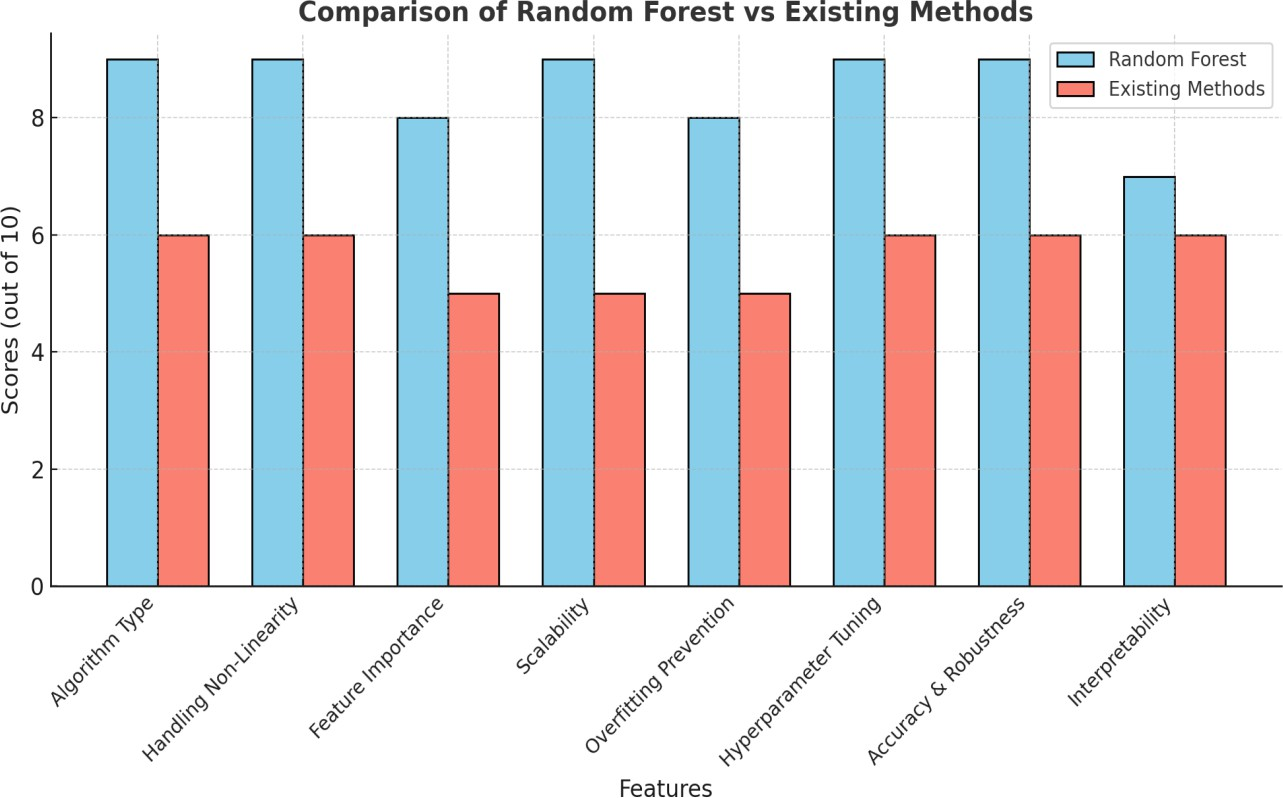 Comparison of Random Forest vs Existing Methods
Random Forest
Existing Methods
Scores (out of 10)
8
6
4
2
0
Algorithm Type
Handling Non-Linearity
Feature Importance
Scalability
Overfitting Prevention
Hyperparameter Tuning
Accuracy & Robustness
Interpretability
Features